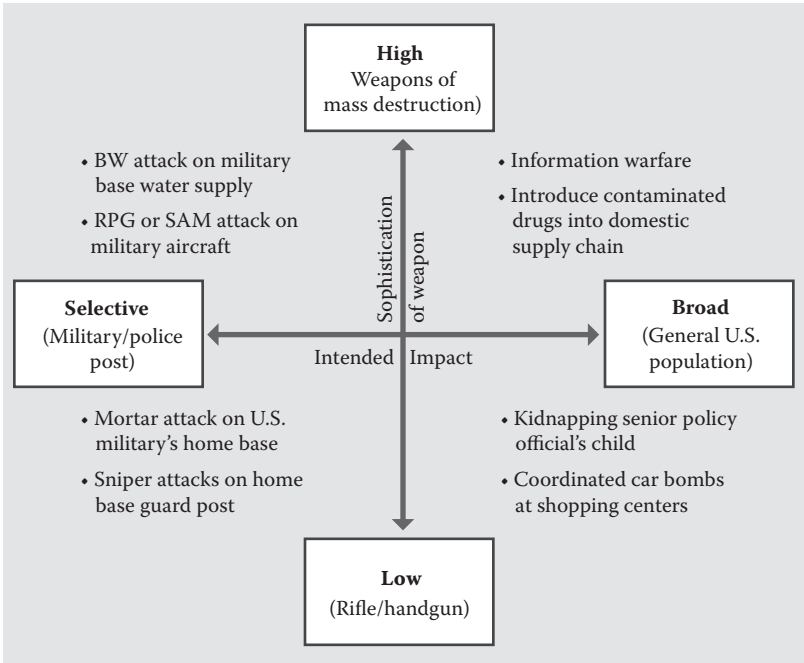 High
Weapons of
mass destruction)
• BW attack on military
base water supply
• RPG or SAM attack on
military aircraft
• Information warfare
• Introduce contaminated
drugs into domestic
supply chain
Sophistication
of weapon
Selective
(Military/police
post)
Broad
(General U.S.
population)
Intended Impact
• Mortar attack on U.S.
military's home base
• Sniper attacks on home
base guard post
• Kidnapping senior policy
official's child
• Coordinated car bombs
at shopping centers
Low
(Rifle/handgun)